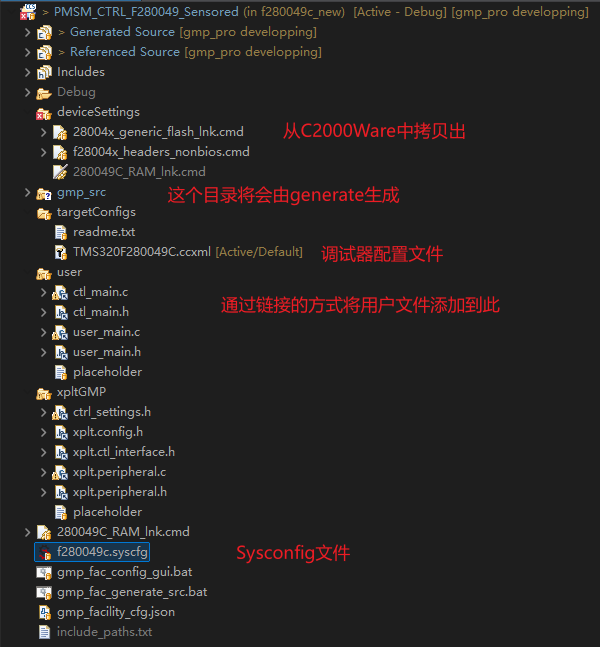 > PMSM_CTRL_F280049_Sensored (in f280049c_new) [Active - Debug] [gmp_pro developping]
> Generated Source [gmp_pro developping]
> Referenced Source [gmp_pro developping]
Includes
Debug
deviceSettings
28004x_generic_flash_lnk.cmd 从C2000Ware中拷贝出
f28004x_headers_nonbios.cmd
280049C_RAM_lnk.cmd
gmp_src 这个目录将会由generate生成
targetConfigs
readme.txt
TMS320F280049C.ccxml [Active/Default] 调试器配置文件
user
ctl_main.c
ctl_main.h 通过链接的方式将用户文件添加到此
user_main.c
user_main.h
placeholder
xpltGMP
ctrl_settings.h
xplt.config.h
xplt.ctl_interface.h
xplt.peripheral.c
xplt.peripheral.h
placeholder
280049C_RAM_lnk.cmd
f280049c.syscfg Sysconfig文件
gmp_fac_config_gui.bat
gmp_fac_generate_src.bat
gmp_facility_cfg.json
include_paths.txt